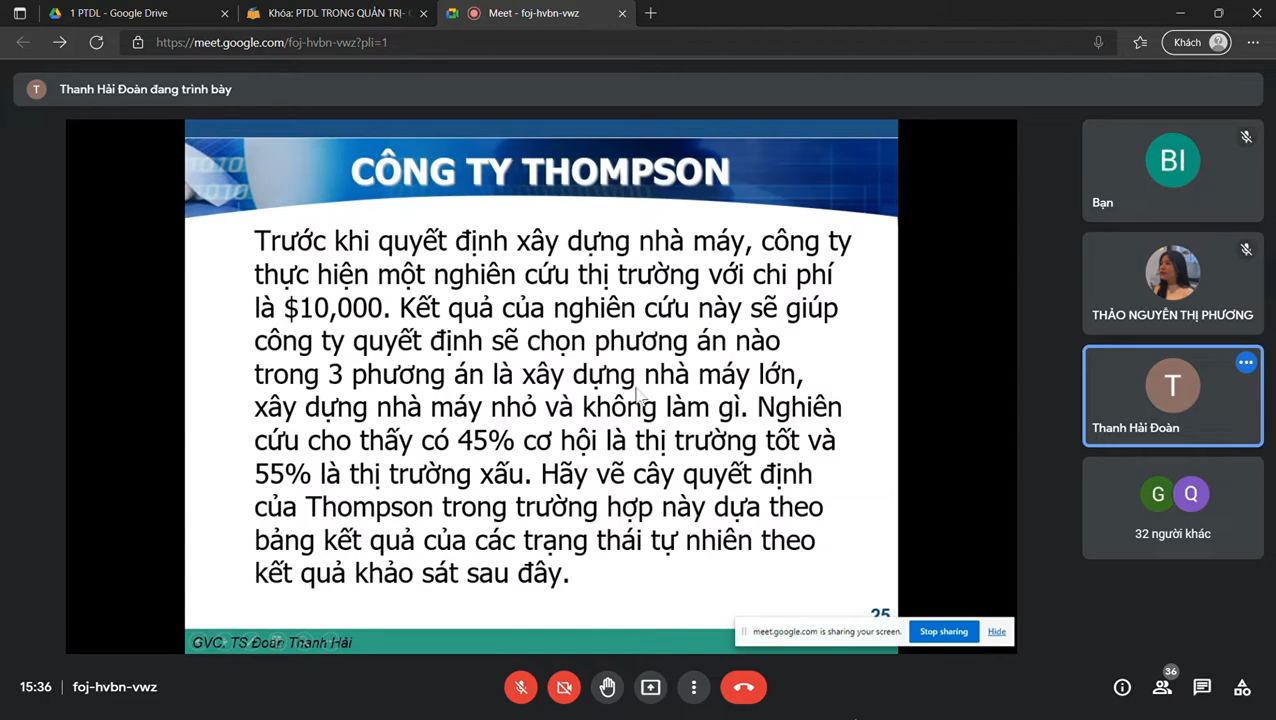 1 PTDL - Google Drive
Khóa: PTDL TRONG QUẢN TRỊ-
Meet - foj-hvbn-vwz
https://meet.google.com/foj-hvbn-vwz?pli=1
Khách
T
Thanh Hải Đoàn đang trình bày
CÔNG TY THOMPSON
Trước khi quyết định xây dựng nhà máy, công ty
thực hiện một nghiên cứu thị trường với chi phí
là $10,000. Kết quả của nghiên cứu này sẽ giúp
công ty quyết định sẽ chọn phương án nào
trong 3 phương án là xây dựng nhà máy lớn,
xây dựng nhà máy nhỏ và không làm gì. Nghiên
cứu cho thấy có 45% cơ hội là thị trường tốt và
55% là thị trường xấu. Hãy vẽ cây quyết định
của Thompson trong trường hợp này dựa theo
bảng kết quả của các trạng thái tự nhiên theo
kết quả khảo sát sau đây.
25
GVC. TS Đoàn Thanh Hải
meet.google.com is sharing your screen.
Stop sharing
Hide
BI
Bạn
THẢO NGUYỄN THỊ PHƯƠNG
T
Thanh Hải Đoàn
G
Q
32 người khác
15:36
foj-hvbn-vwz
36